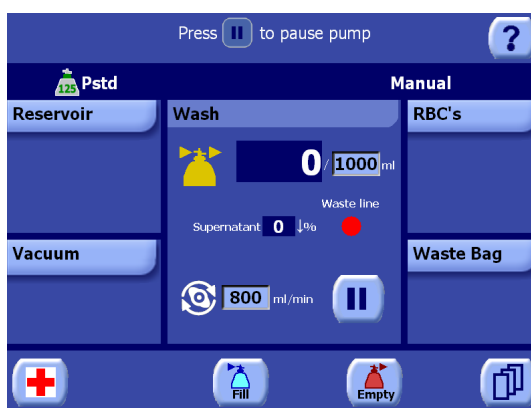 Press to pause pump
?
125 Pstd
Manual
Reservoir
Wash
RBC's
0 / 1000 ml
Waste line
Supernatant 0 ↓%
Vacuum
Waste Bag
800 ml/min
Fill
Empty